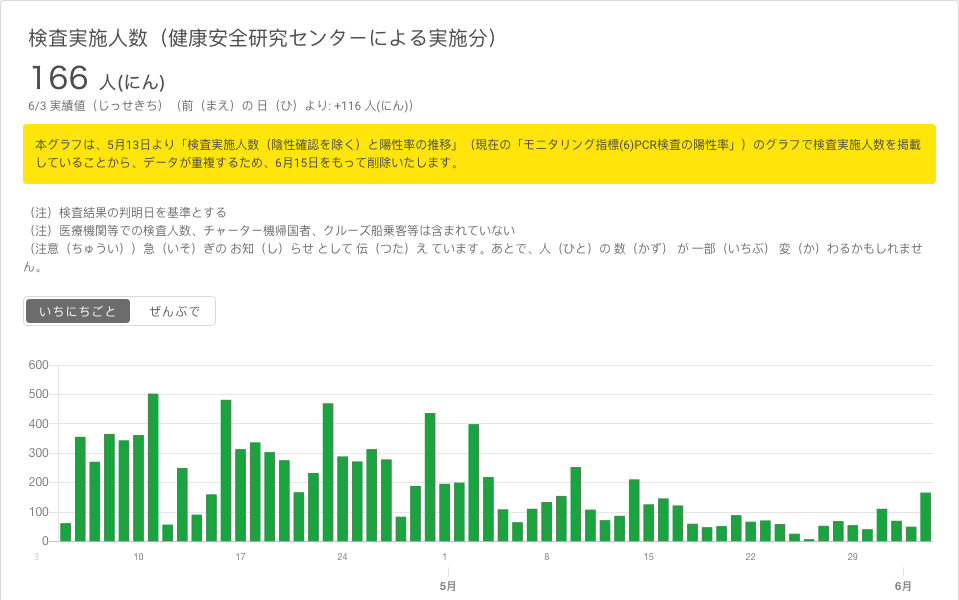 検査実施人数（健康安全研究センターによる実施分）
166 人(にん)
6/3 実績値（じっせきち）（前（まえ）の 日（ひ）より: +116 人(にん)）
本グラフは、5月13日より「検査実施人数（陰性確認を除く）と陽性率の推移」（現在の「モニタリング指標(6)PCR検査の陽性率」）のグラフで検査実施人数を掲載
していることから、データが重複するため、6月15日をもって削除いたします。
（注）検査結果の判明日を基準とする
（注）医療機関等での検査人数、チャーター機帰国者、クルーズ船乗客等は含まれていない
（注意（ちゅうい））急（いそ）ぎの お知（し）らせ として 伝（つた）え ています。あとで、人（ひと）の 数（かず） が 一部（いちぶ） 変（か）わるかもしれませ
ん。
いちにちごと ぜんぶで
600
500
400
300
200
100
0
3 10 17 24 1 8 15 22 29
5月 6月